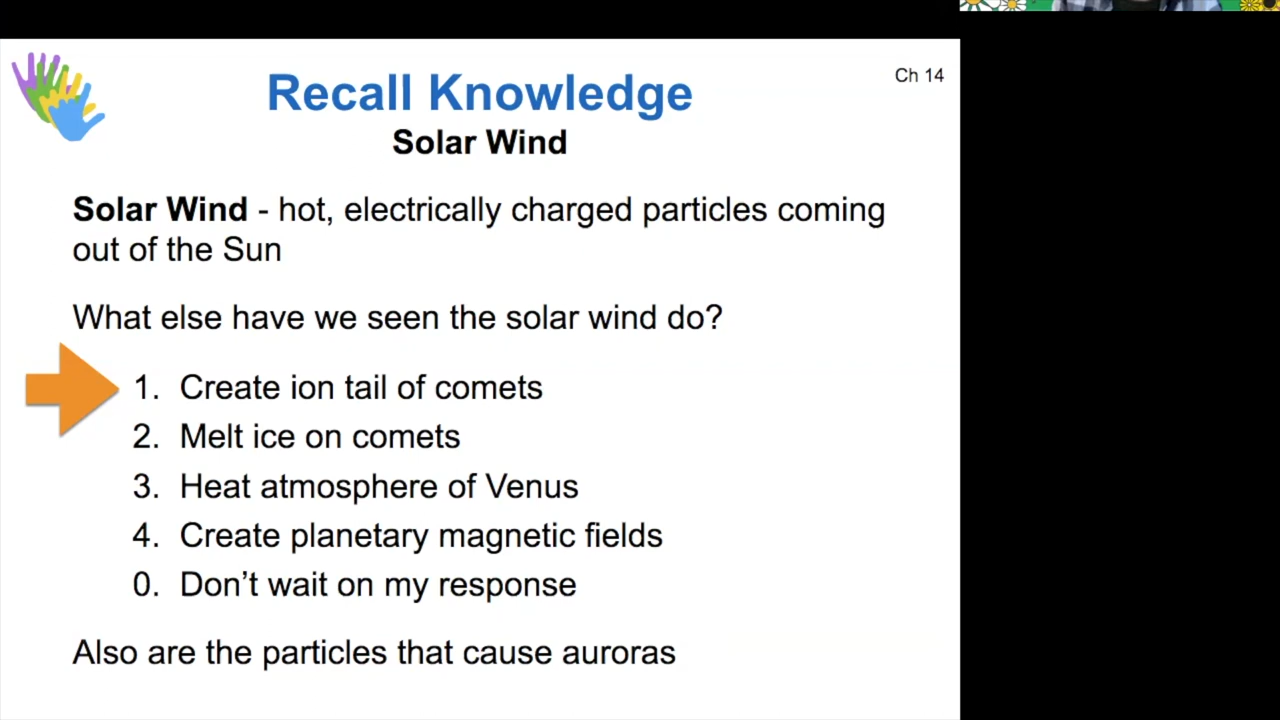 Recall Knowledge
Ch 14
Solar Wind
Solar Wind - hot, electrically charged particles coming
out of the Sun
What else have we seen the solar wind do?
1. Create ion tail of comets
2. Melt ice on comets
3. Heat atmosphere of Venus
4. Create planetary magnetic fields
0. Don’t wait on my response
Also are the particles that cause auroras